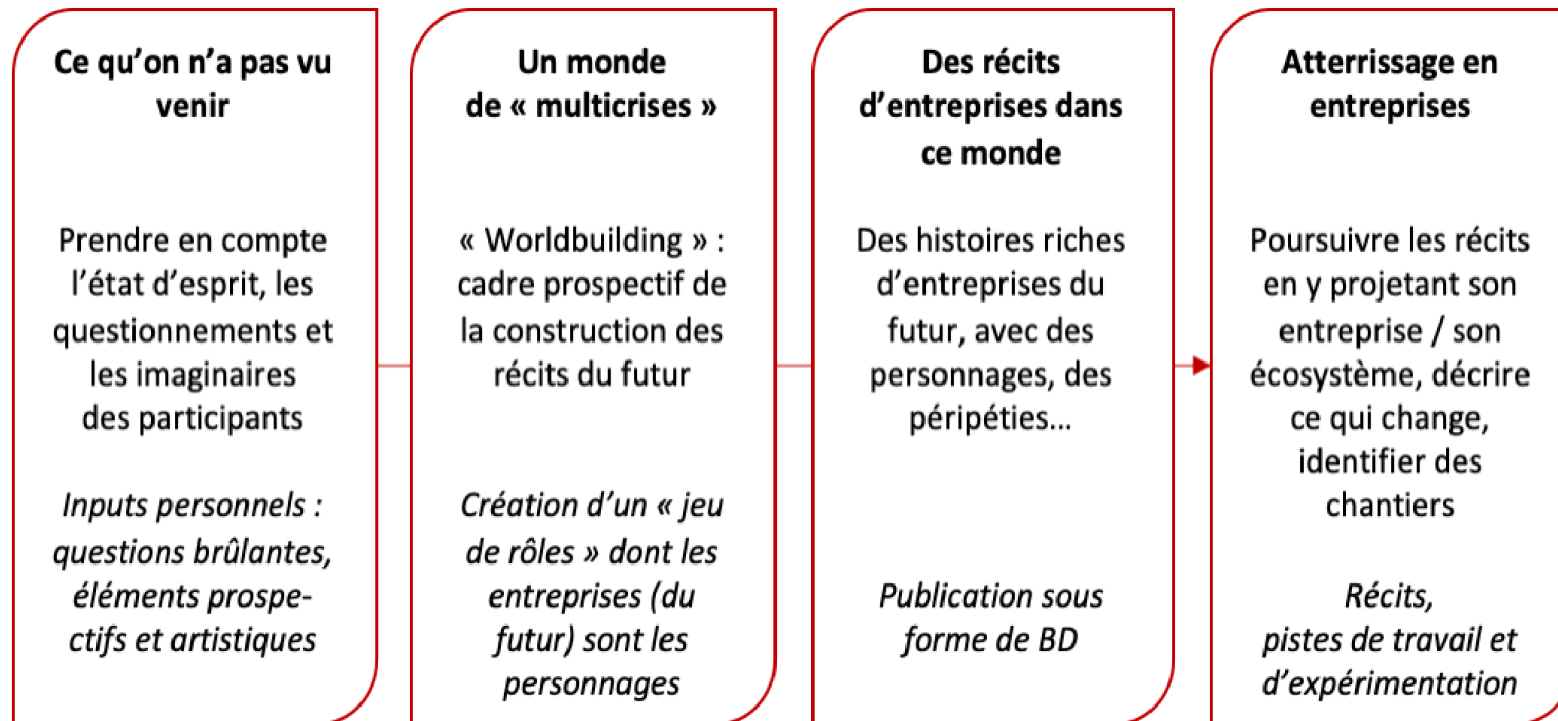 Ce qu’on n’a pas vu
venir
Prendre en compte
l’état d’esprit, les
questionnements et
les imaginaires
des participants
Inputs personnels :
questions brûlantes,
éléments prospe-
ctifs et artistiques
Un monde
de « multicrises »
« Worldbuilding » :
cadre prospectif de
la construction des
récits du futur
Création d’un « jeu
de rôles » dont les
entreprises (du
futur) sont les
personnages
Des récits
d’entreprises dans
ce monde
Des histoires riches
d’entreprises du
futur, avec des
personnages, des
péripéties...
Publication sous
forme de BD
Atterrissage en
entreprises
Poursuivre les récits
en y projetant son
entreprise / son
écosystème, décrire
ce qui change,
identifier des
chantiers
Récits,
pistes de travail et
d’expérimentation